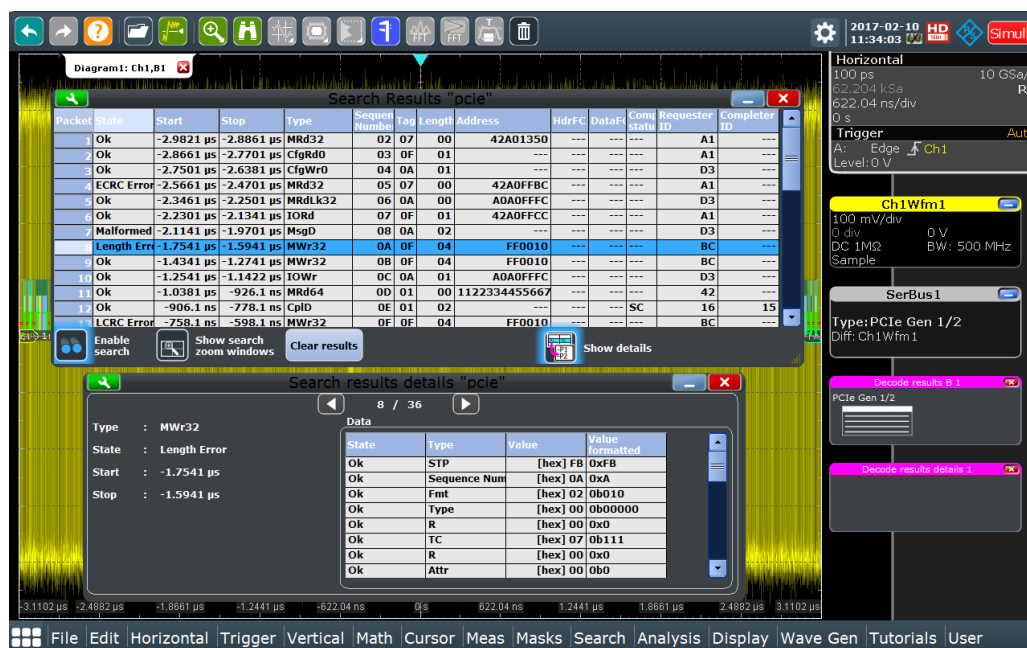 2017-02-10
11:34:03
HD
Simul
Diagram1: Ch1,B1
Search Results "pcie"
Packet State Start Stop Type Sequen Numbe Tag Length Address HdrFC DataF( Comp statu Requester ID Completer ID
1 Ok -2.9821 µs -2.8861 µs MRd32 02 07 00 42A01350 --- --- --- A1 ---
2 Ok -2.8661 µs -2.7701 µs CfgRd0 03 0F 01 --- --- --- --- A1 ---
3 Ok -2.7501 µs -2.6381 µs CfgWr0 04 0A 01 --- --- --- --- D3 ---
4 ECRC Error -2.5661 µs -2.4701 µs MRd32 05 07 00 42A0FFBC --- --- --- A1 ---
5 Ok -2.3461 µs -2.2501 µs MRdLk32 06 0A 00 A0A0FFFC --- --- --- D3 ---
6 Ok -2.2301 µs -2.1341 µs IORd 07 0F 01 42A0FFCC --- --- --- A1 ---
7 Malformed -2.1141 µs -1.9701 µs MsgD 08 0A 02 --- --- --- --- D3 ---
8 Length Erro -1.7541 µs -1.5941 µs MWr32 0A 0F 04 FF0010 --- --- --- BC ---
9 Ok -1.4341 µs -1.2741 µs MWr32 0B 0F 04 FF0010 --- --- --- BC ---
10 Ok -1.2541 µs -1.1422 µs IOWr 0C 0A 01 A0A0FFFC --- --- --- D3 ---
11 Ok -1.0381 µs -926.1 ns MRd64 0D 01 00 1122334455667 --- --- --- 42 ---
12 Ok -906.1 ns -778.1 ns CplD 0E 01 02 --- --- --- SC 16 15
13 LCRC Error -758.1 ns -598.1 ns MWr32 0F 0F 04 FF0010 --- --- --- BC ---
Enable search
Show search zoom windows
Clear results
Show details
Search results details "pcie"
8 / 36
Type : MWr32
State : Length Error
Start : -1.7541 µs
Stop : -1.5941 µs
Data
State Type Value Value formatted
Ok STP [hex] FB 0xFB
Ok Sequence Num [hex] 0A 0xA
Ok Fmt [hex] 02 0b010
Ok Type [hex] 00 0b00000
Ok R [hex] 00 0x0
Ok TC [hex] 07 0b111
Ok R [hex] 00 0x0
Ok Attr [hex] 00 0b0
-3.1102 µs -2.4882 µs -1.8661 µs -1.2441 µs -622.04 ns 0 s 622.04 ns 1.2441 µs 1.8661 µs 2.4882 µs 3.1102 µs
Horizontal
100 ps 10 GSa/
62.204 kSa R
622.04 ns/div
0 s
Trigger Aut
A: Edge Ch1
Level: 0 V
Ch1Wfm1
100 mV/div
0 div 0 V
DC 1MΩ BW: 500 MHz
Sample
SerBus1
Type: PCIe Gen 1/2
Diff: Ch1Wfm1
Decode results B 1
PCIe Gen 1/2
Decode results details 1
File Edit Horizontal Trigger Vertical Math Cursor Meas Masks Search Analysis Display Wave Gen Tutorials User